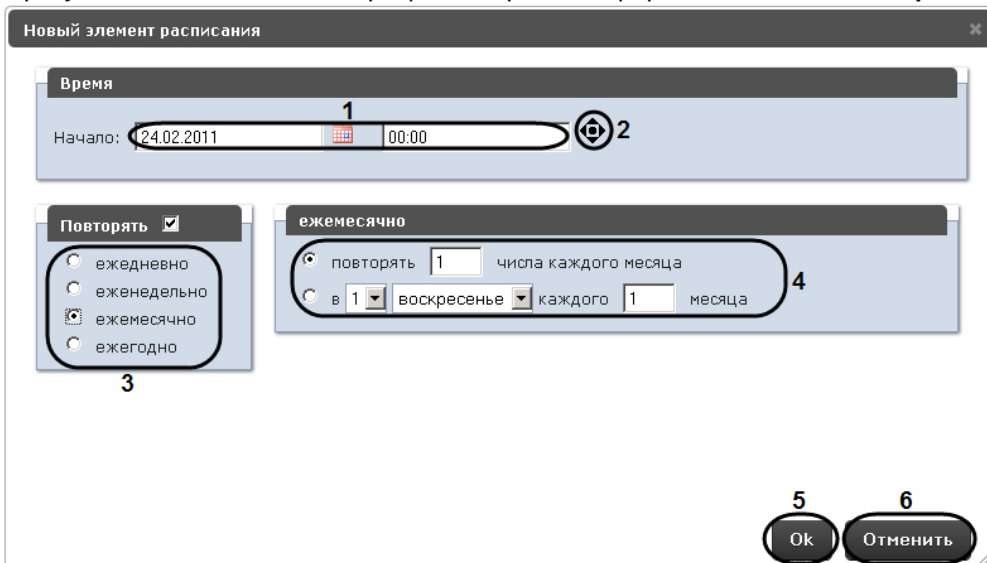 Новый элемент расписания
Время
1
Начало: 24.02.2011 00:00 2
Повторять
ежедневно
еженедельно
ежемесячно
ежегодно
3
ежемесячно
повторять 1 числа каждого месяца
в 1 воскресенье каждого 1 месяца
4
5 6
Ok Отменить